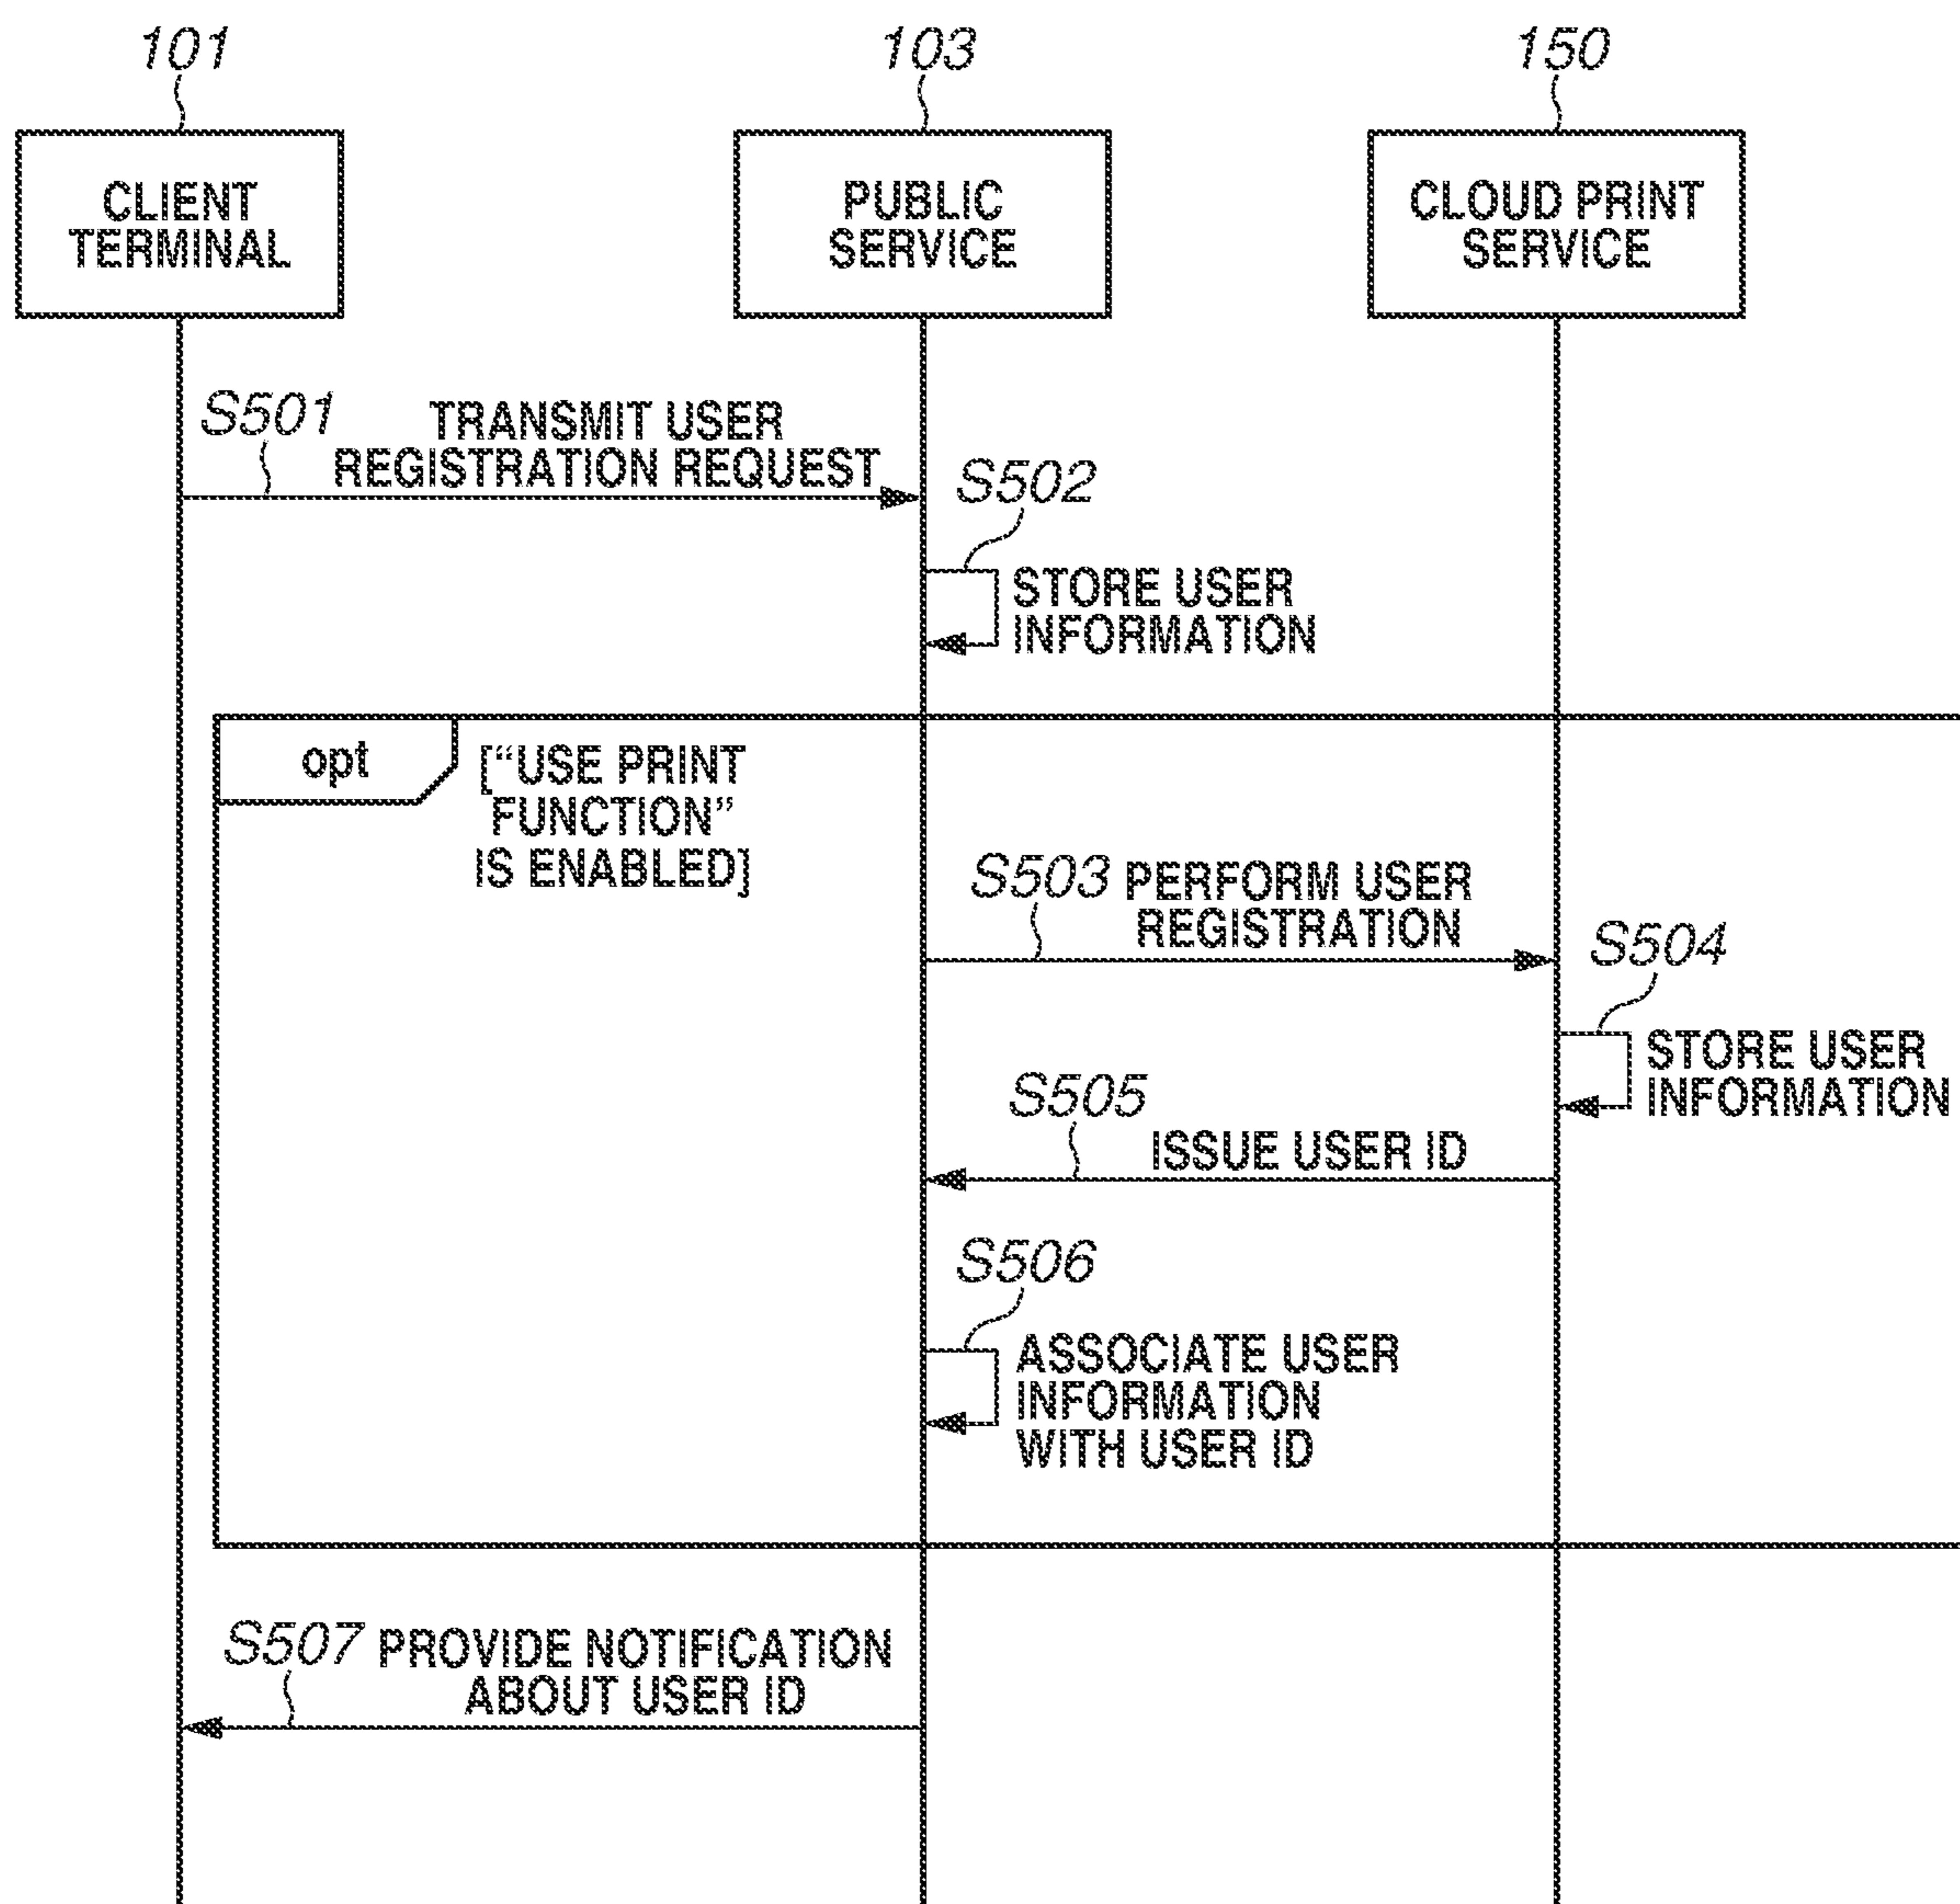 101
103
150
CLIENT
TERMINAL
PUBLIC
SERVICE
CLOUD PRINT
SERVICE
S501
TRANSMIT USER
REGISTRATION REQUEST
S502
STORE USER
INFORMATION
opt
[“USE PRINT
FUNCTION”
IS ENABLED]
S503
PERFORM USER
REGISTRATION
S504
STORE USER
INFORMATION
S505
ISSUE USER ID
S506
ASSOCIATE USER
INFORMATION
WITH USER ID
S507
PROVIDE NOTIFICATION
ABOUT USER ID